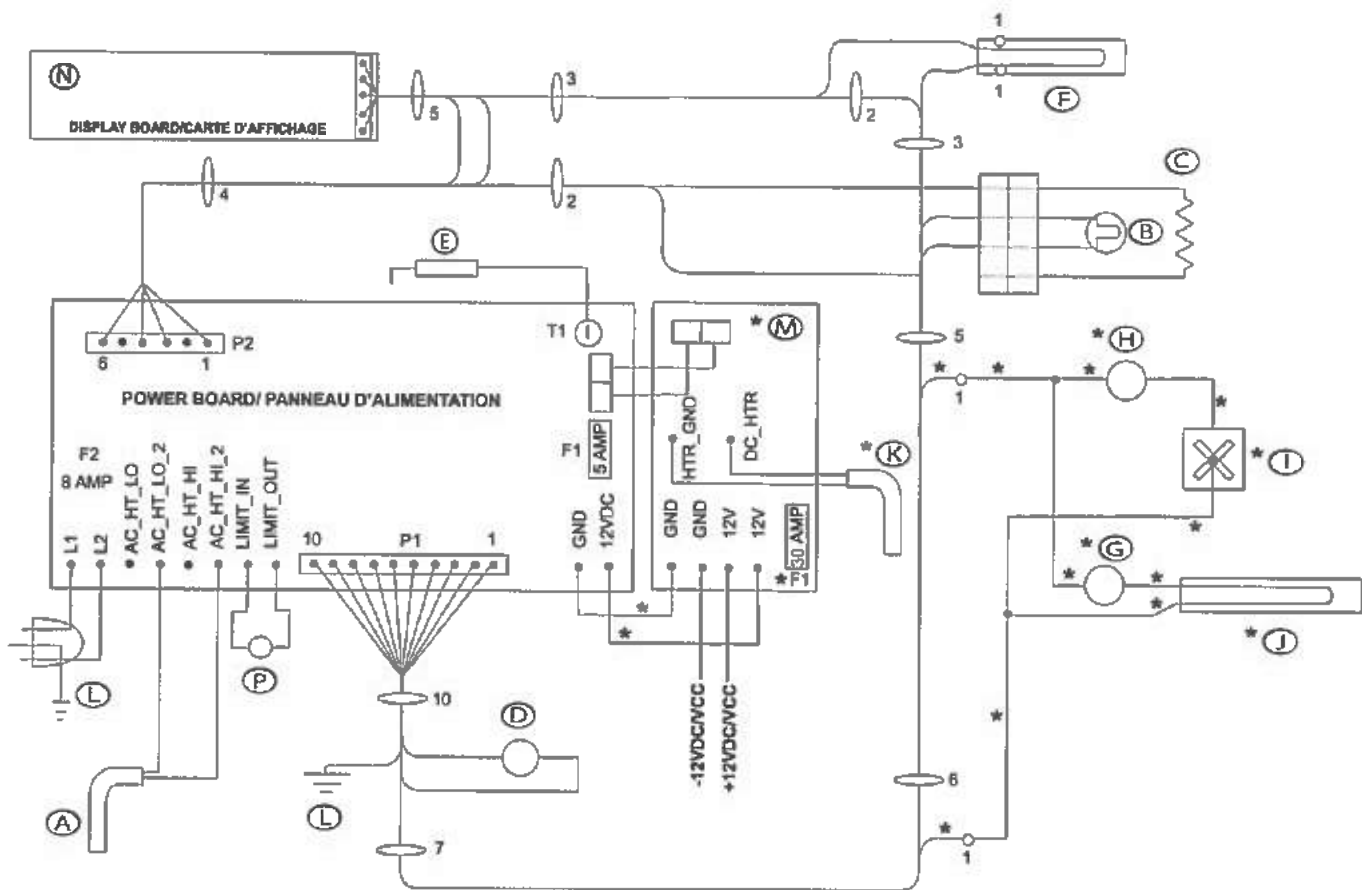 1
N
5
3
2
1
F
DISPLAY BOARD/CARTE D'AFFICHAGE
3
4
2
C
B
E
T1
* M
5
* H
*
*
*
1
6
1
P2
POWER BOARD/ PANNEAU D'ALIMENTATION
*
F1
5 AMP
HTR_GND
DC_HTR
* K
* I
*
F2
8 AMP
L1
L2
AC_HT_LO
AC_HT_LO_2
AC_HT_HI
AC_HT_HI_2
LIMIT_IN
LIMIT_OUT
10
P1
1
GND
12VDC
GND
GND
12V
12V
30 AMP
* F1
* G
*
*
*
* J
*
*
L
P
10
D
-12VDC/VCC
+12VDC/VCC
*
L
A
7
6
*
1